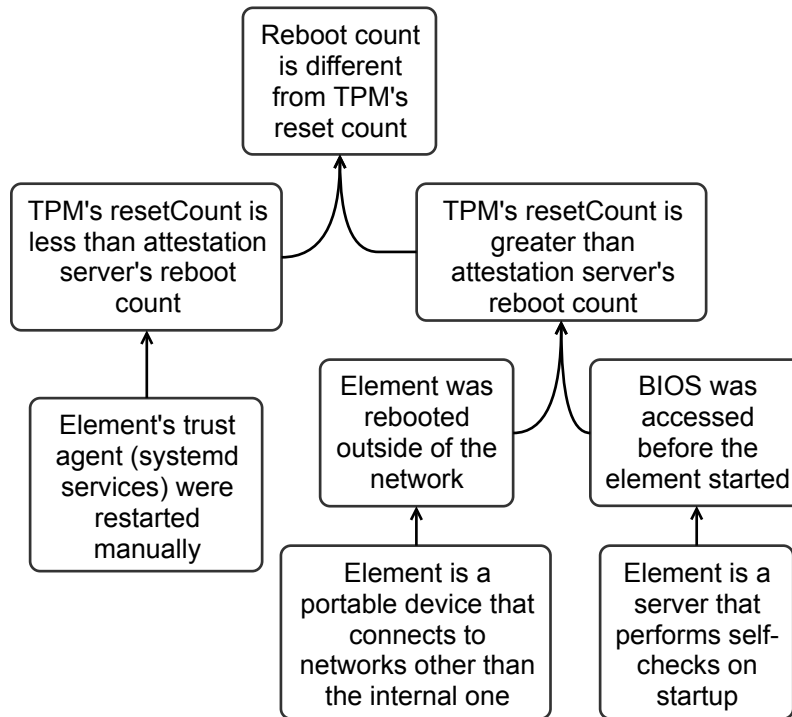 Reboot count
is different
from TPM's
reset count
TPM's resetCount is
less than attestation
server's reboot
count
TPM's resetCount is
greater than
attestation server's
reboot count
Element's trust
agent (systemd
services) were
restarted
manually
Element was
rebooted
outside of the
network
BIOS was
accessed
before the
element started
Element is a
portable device that
connects to
networks other than
the internal one
Element is a
server that
performs self-
checks on
startup